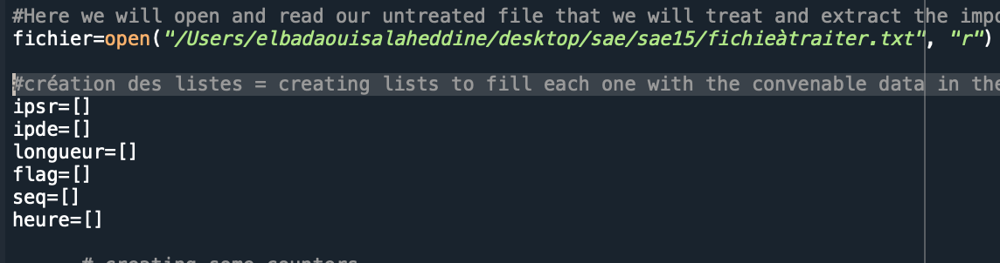 #Here we will open and read our untreated file that we will treat and extract the
fichier=open("/Users/elbadaouisalaheddine/desktop/sae/sae15/fichieàtraiter.txt", "r")
#création des listes = creating lists to fill each one with the convenable data in the
ipsr=[]
ipde=[]
longueur=[]
flag=[]
seq=[]
heure=[]
# creating some counters